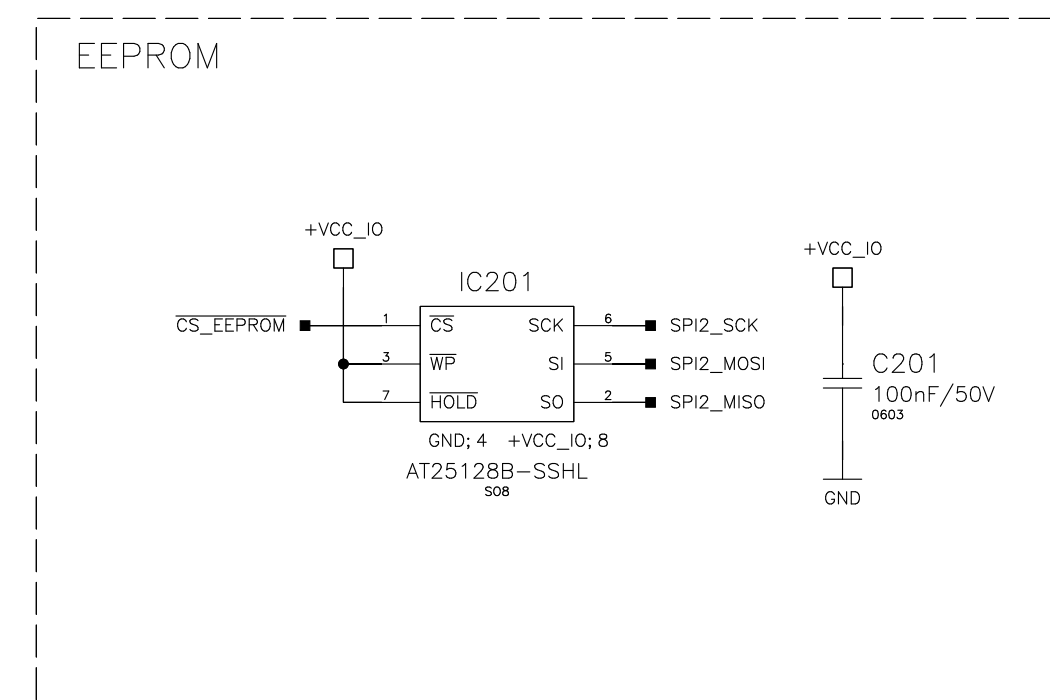 EEPROM
+VCC_IO
+VCC_IO
IC201
CS_EEPROM 1 CS SCK 6 SPI2_SCK
3 WP SI 5 SPI2_MOSI
7 HOLD SO 2 SPI2_MISO
C201
100nF/50V
0603
GND; 4 +VCC_IO; 8
AT25128B-SSHL
SO8
GND